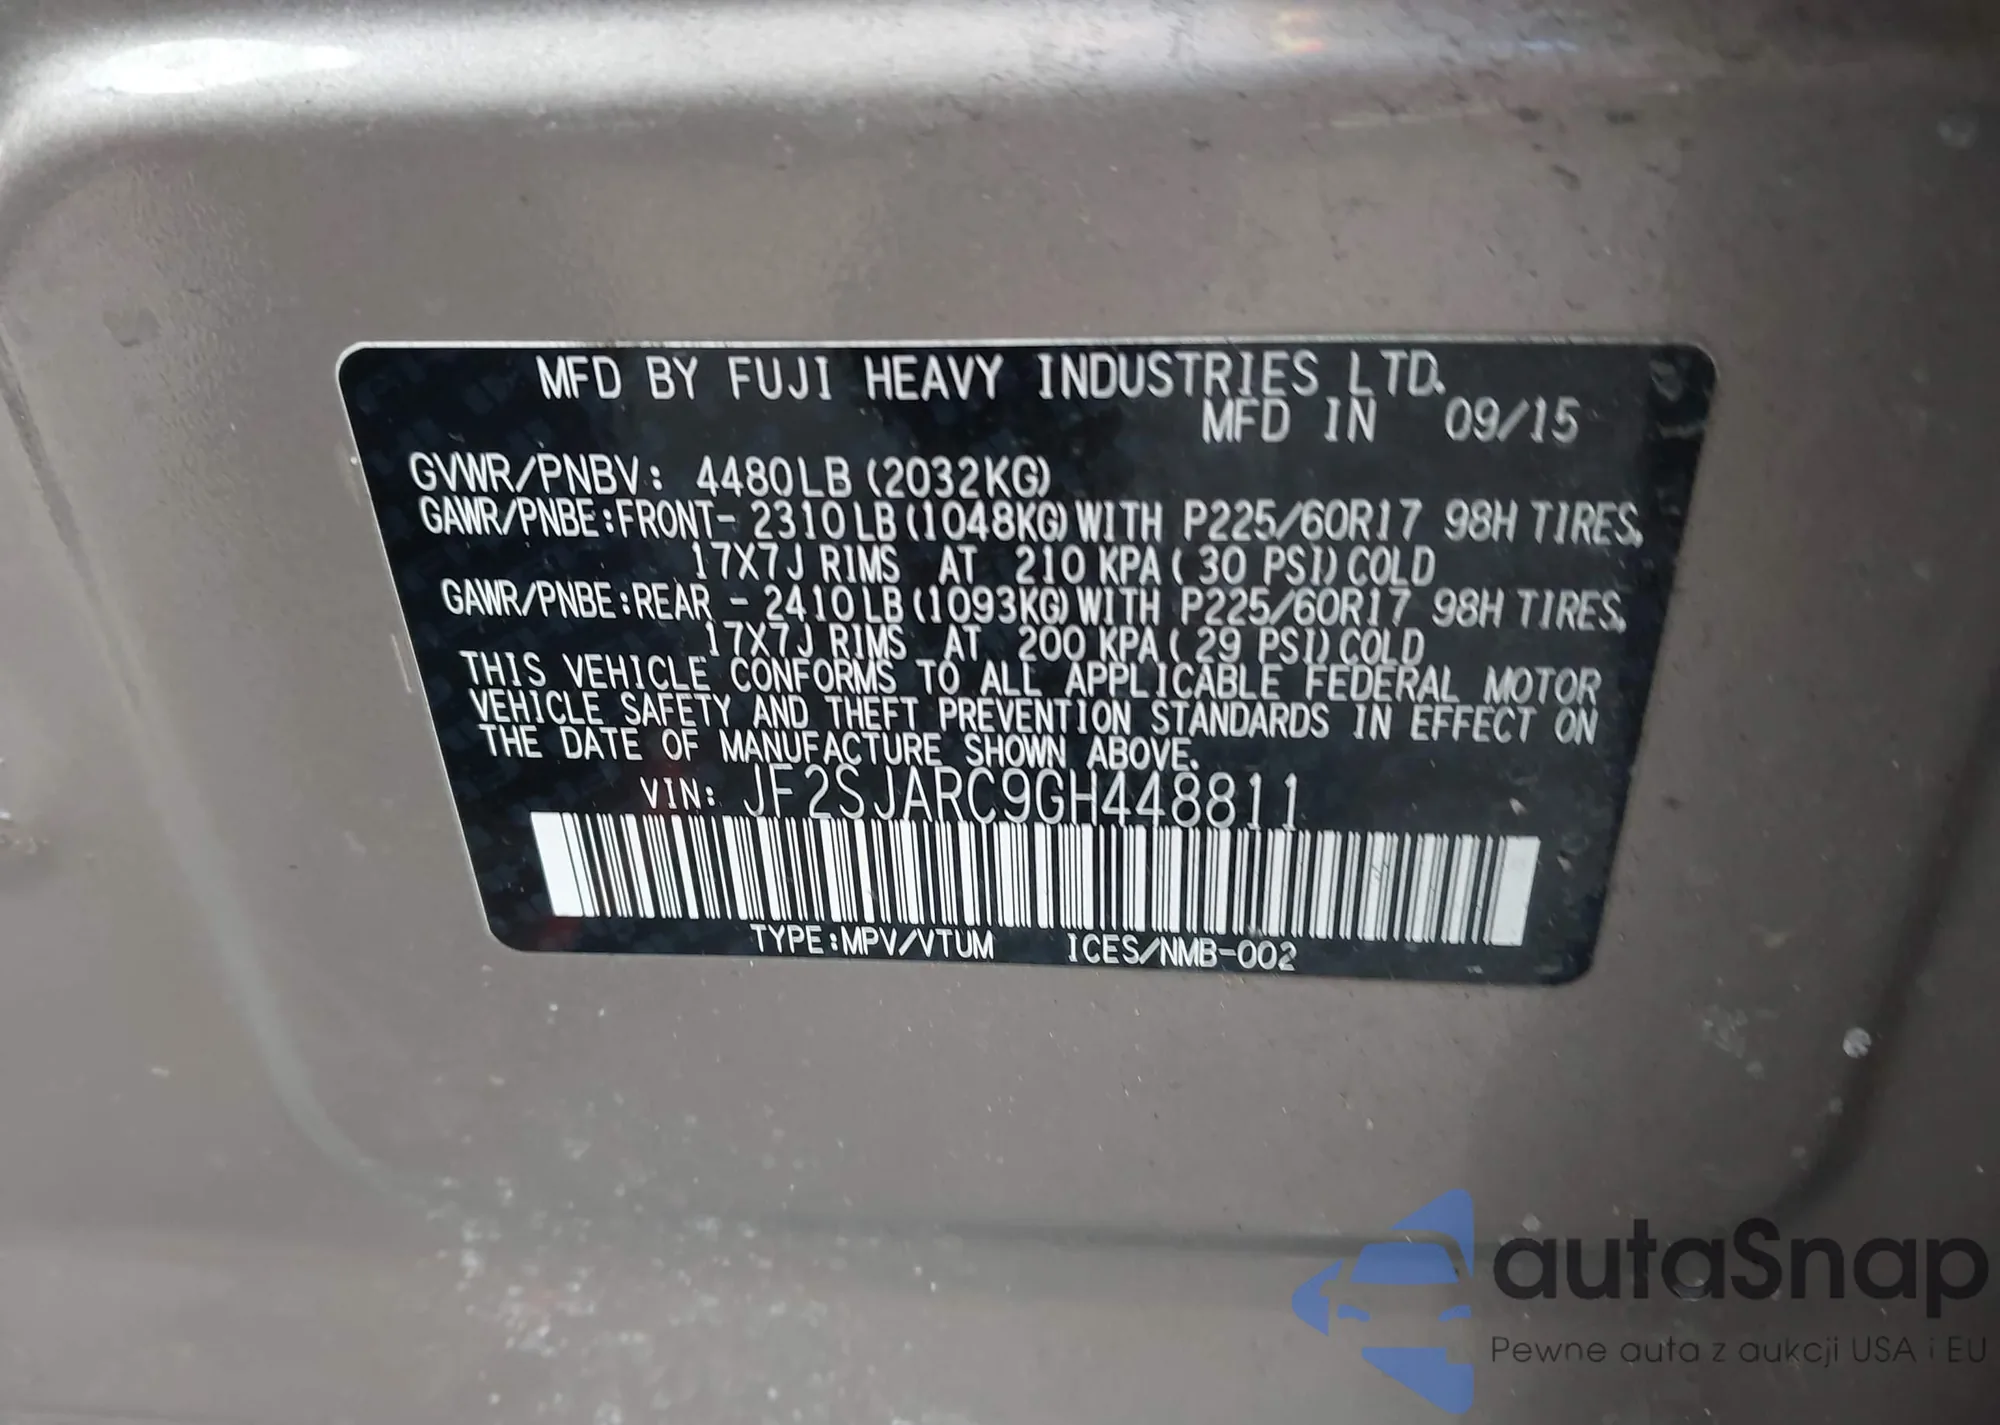 MFD BY FUJI HEAVY INDUSTRIES LTD.
MFD IN 09/15
GVWR/PNBV: 4480LB (2032KG)
GAWR/PNBE:FRONT- 2310LB (1048KG)WITH P225/60R17 98H TIRES,
17X7J RIMS AT 210 KPA( 30 PSI)COLD
GAWR/PNBE:REAR - 2410LB (1093KG)WITH P225/60R17 98H TIRES,
17X7J RIMS AT 200 KPA( 29 PSI)COLD
THIS VEHICLE CONFORMS TO ALL APPLICABLE FEDERAL MOTOR
VEHICLE SAFETY AND THEFT PREVENTION STANDARDS IN EFFECT ON
THE DATE OF MANUFACTURE SHOWN ABOVE.
VIN: JF2SJARC9GH448811
TYPE:MPV/VTUM ICES/NMB-002
autaSnap
Pewne auta z aukcji USA i EU